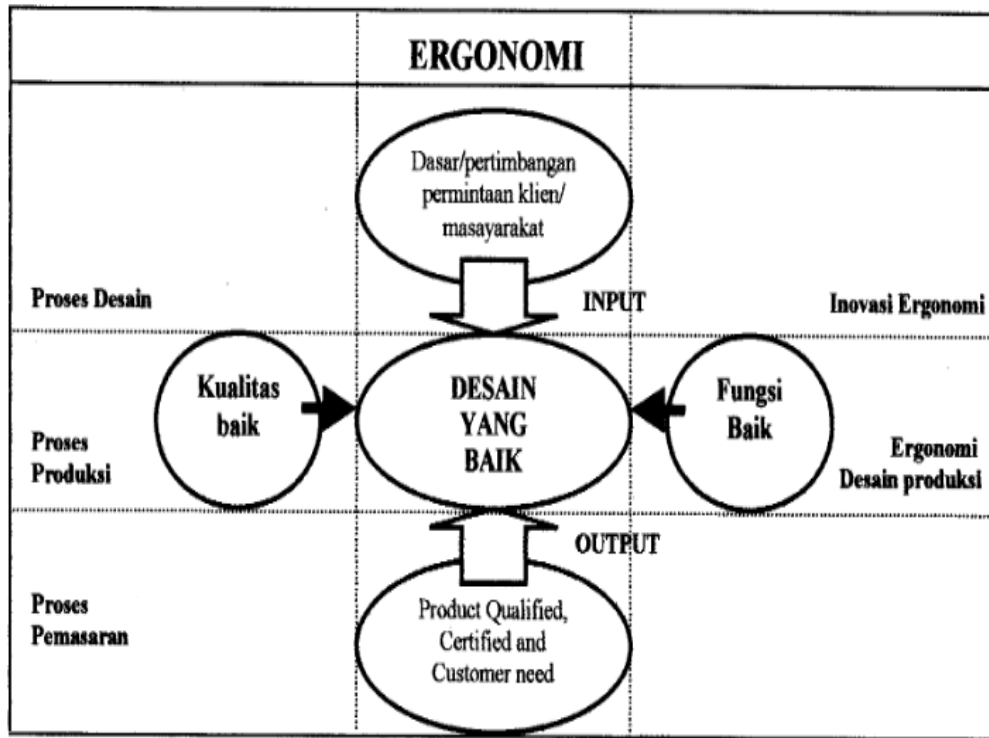 ERGONOMI
Dasar/pertimbangan
permintaan klien/
masayarakat
INPUT
Proses Desain
Inovasi Ergonomi
Kualitas
baik
DESAIN
YANG
BAIK
Fungsi
Baik
Proses
Produksi
Ergonomi
Desain produksi
OUTPUT
Proses
Pemasaran
Product Qualified,
Certified and
Customer need